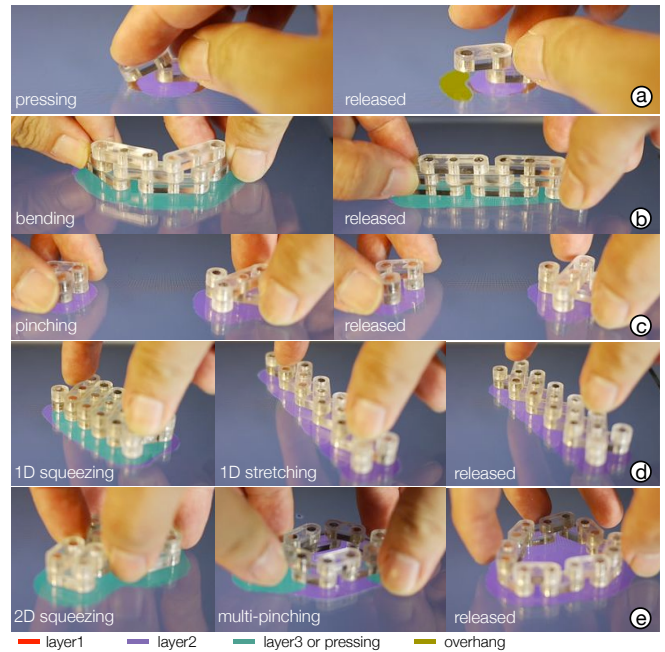 pressing
released
a
bending
released
b
pinching
released
c
1D squeezing
1D stretching
released
d
2D squeezing
multi-pinching
released
e
layer1
layer2
layer3 or pressing
overhang